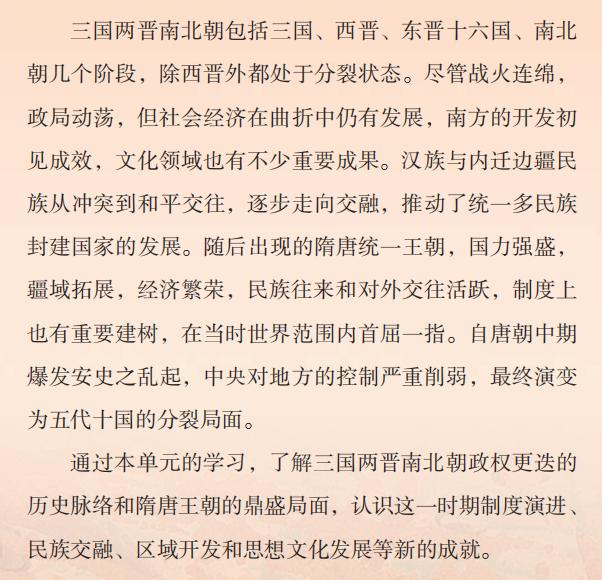 三国两晋南北朝包括三国、西晋、东晋十六国、南北
朝几个阶段，除西晋外都处于分裂状态。尽管战火连绵，
政局动荡，但社会经济在曲折中仍有发展，南方的开发初
见成效，文化领域也有不少重要成果。汉族与内迁边疆民
族从冲突到和平交往，逐步走向交融，推动了统一多民族
封建国家的发展。随后出现的隋唐统一王朝，国力强盛，
疆域拓展，经济繁荣，民族往来和对外交往活跃，制度上
也有重要建树，在当时世界范围内首屈一指。自唐朝中期
爆发安史之乱起，中央对地方的控制严重削弱，最终演变
为五代十国的分裂局面。
通过本单元的学习，了解三国两晋南北朝政权更迭的
历史脉络和隋唐王朝的鼎盛局面，认识这一时期制度演进、
民族交融、区域开发和思想文化发展等新的成就。